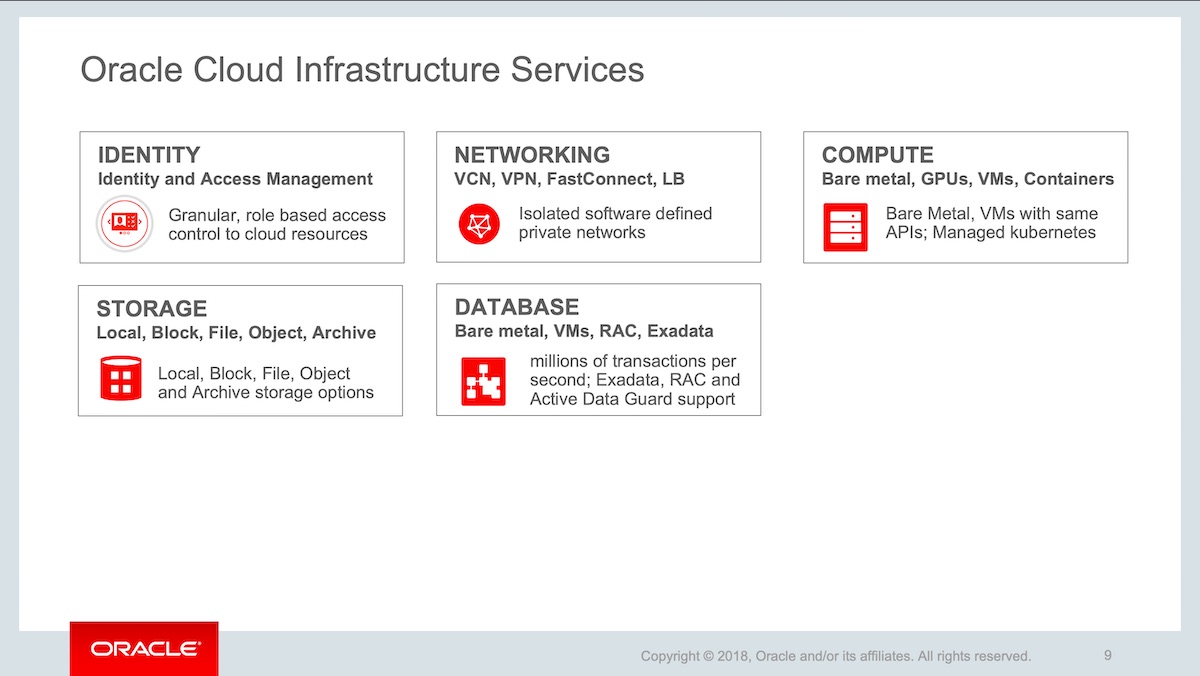 Oracle Cloud Infrastructure Services
IDENTITY
Identity and Access Management
Granular, role based access
control to cloud resources
NETWORKING
VCN, VPN, FastConnect, LB
Isolated software defined
private networks
COMPUTE
Bare metal, GPUs, VMs, Containers
Bare Metal, VMs with same
APIs; Managed kubernetes
STORAGE
Local, Block, File, Object, Archive
Local, Block, File, Object
and Archive storage options
DATABASE
Bare metal, VMs, RAC, Exadata
millions of transactions per
second; Exadata, RAC and
Active Data Guard support
ORACLE®
Copyright © 2018, Oracle and/or its affiliates. All rights reserved.
9